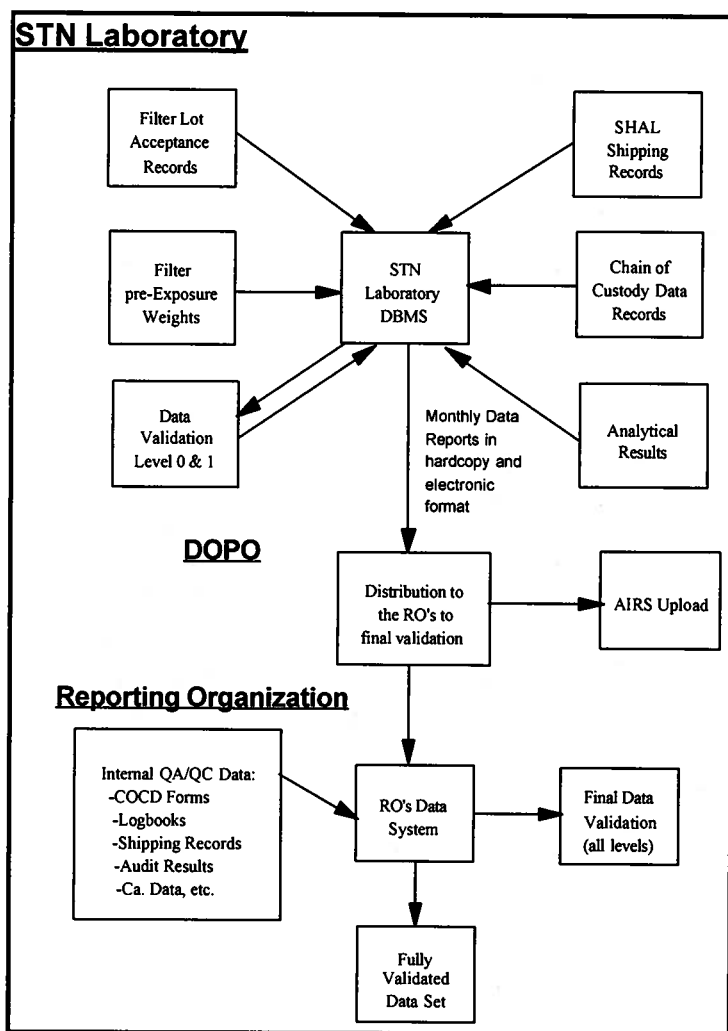 STN Laboratory
Filter Lot
Acceptance
Records
SHAL
Shipping
Records
Filter
pre-Exposure
Weights
STN
Laboratory
DBMS
Chain of
Custody Data
Records
Data
Validation
Level 0 & 1
Monthly Data
Reports in
hardcopy and
electronic
format
Analytical
Results
DOPO
Distribution to
the RO's to
final validation
AIRS Upload
Reporting Organization
Internal QA/QC Data:
-COCD Forms
-Logbooks
-Shipping Records
-Audit Results
-Ca. Data, etc.
RO's Data
System
Final Data
Validation
(all levels)
Fully
Validated
Data Set